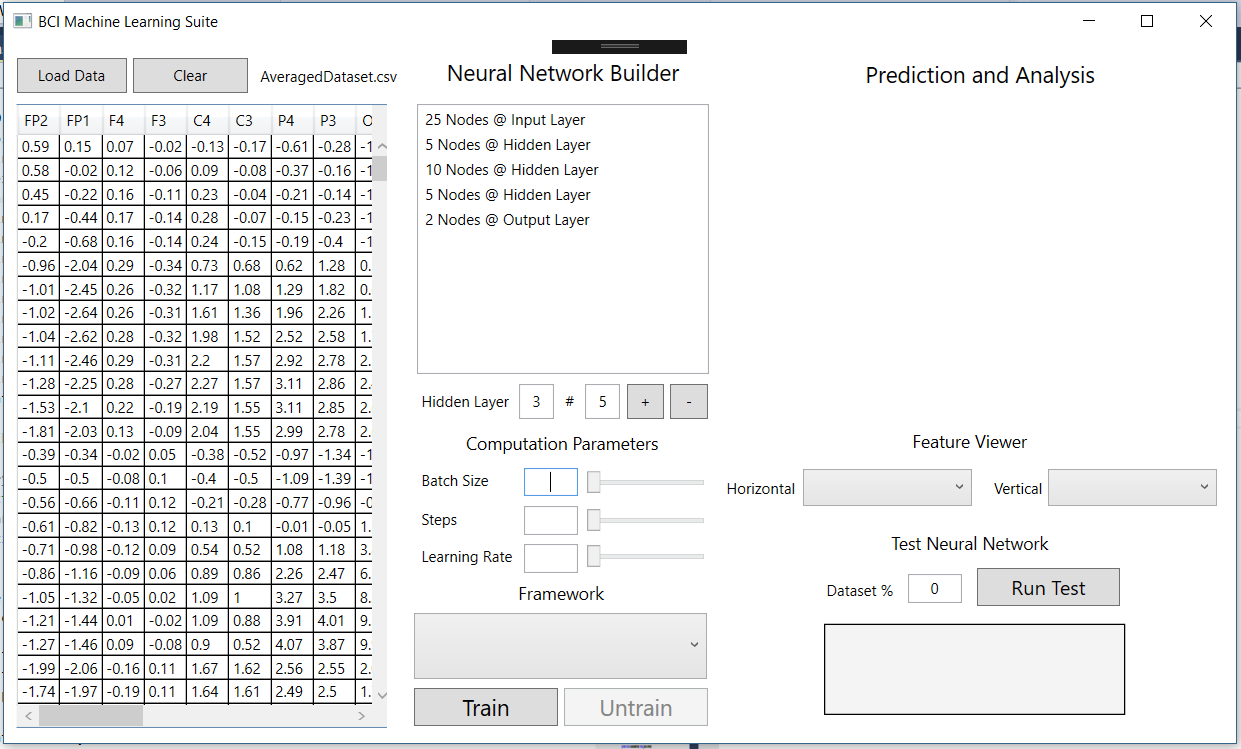 BCI Machine Learning Suite
Load Data Clear AveragedDataset.csv
FP2 FP1 F4 F3 C4 C3 P4 P3 O
0.59 0.15 0.07 -0.02 -0.13 -0.17 -0.61 -0.28 -1
0.58 -0.02 0.12 -0.06 0.09 -0.08 -0.37 -0.16 -1
0.45 -0.22 0.16 -0.11 0.23 -0.04 -0.21 -0.14 -1
0.17 -0.44 0.17 -0.14 0.28 -0.07 -0.15 -0.23 -1
-0.2 -0.68 0.16 -0.14 0.24 -0.15 -0.19 -0.4 -1
-0.96 -2.04 0.29 -0.34 0.73 0.68 0.62 1.28 0.
-1.01 -2.45 0.26 -0.32 1.17 1.08 1.29 1.82 0.
-1.02 -2.64 0.26 -0.31 1.61 1.36 1.96 2.26 1.
-1.04 -2.62 0.28 -0.32 1.98 1.52 2.52 2.58 1.
-1.11 -2.46 0.29 -0.31 2.2 1.57 2.92 2.78 2.
-1.28 -2.25 0.28 -0.27 2.27 1.57 3.11 2.86 2.
-1.53 -2.1 0.22 -0.19 2.19 1.55 3.11 2.85 2.
-1.81 -2.03 0.13 -0.09 2.04 1.55 2.99 2.78 2.
-0.39 -0.34 -0.02 0.05 -0.38 -0.52 -0.97 -1.34 -1
-0.5 -0.5 -0.08 0.1 -0.4 -0.5 -1.09 -1.39 -1
-0.56 -0.66 -0.11 0.12 -0.21 -0.28 -0.77 -0.96 -0
-0.61 -0.82 -0.13 0.12 0.13 0.1 -0.01 -0.05 1.
-0.71 -0.98 -0.12 0.09 0.54 0.52 1.08 1.18 3.
-0.86 -1.16 -0.09 0.06 0.89 0.86 2.26 2.47 6.
-1.05 -1.32 -0.05 0.02 1.09 1 3.27 3.5 8.
-1.21 -1.44 0.01 -0.02 1.09 0.88 3.91 4.01 9.
-1.27 -1.46 0.09 -0.08 0.9 0.52 4.07 3.87 9.
-1.99 -2.06 -0.16 0.11 1.67 1.62 2.56 2.55 2.
-1.74 -1.97 -0.19 0.11 1.64 1.61 2.49 2.5 1.
Neural Network Builder
25 Nodes @ Input Layer
5 Nodes @ Hidden Layer
10 Nodes @ Hidden Layer
5 Nodes @ Hidden Layer
2 Nodes @ Output Layer
Hidden Layer 3 # 5 + -
Computation Parameters
Batch Size
Steps
Learning Rate
Framework
Train Untrain
Prediction and Analysis
Feature Viewer
Horizontal Vertical
Test Neural Network
Dataset % 0 Run Test